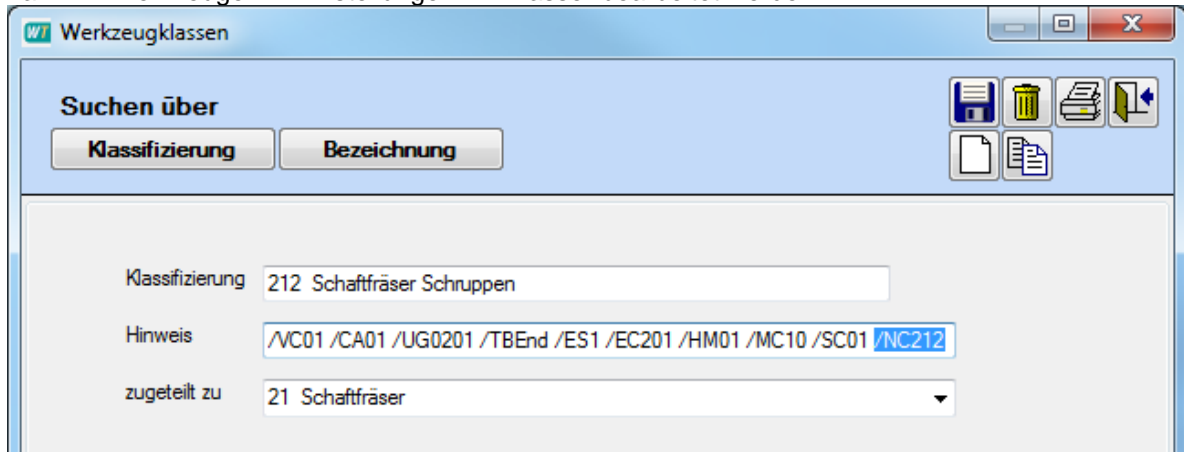 WT Werkzeugklassen
Suchen über
Klassifizierung Bezeichnung
Klassifizierung 212 Schaftfräser Schruppen
Hinweis /VC01 /CA01 /UG0201 /TBEnd /ES1 /EC201 /HM01 /MC10 /SC01 /NC212
zugeteilt zu 21 Schaftfräser